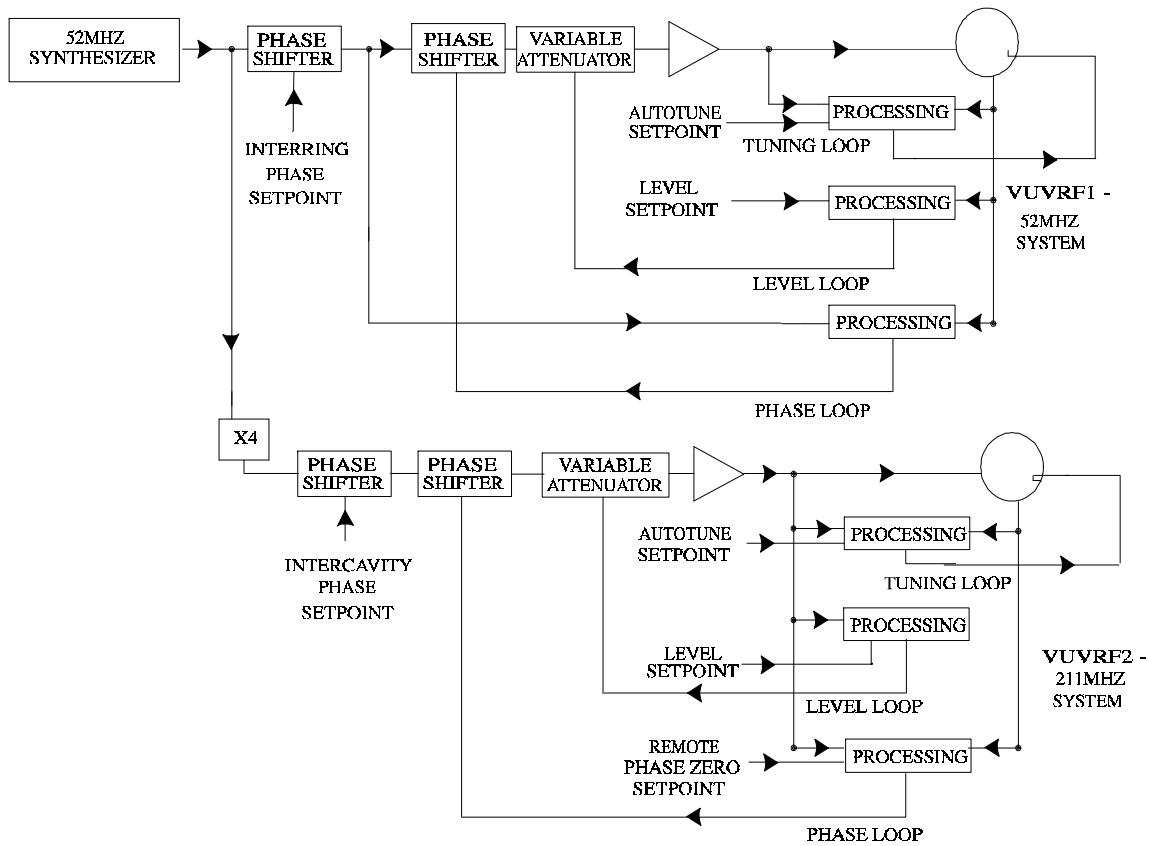 52MHZ
SYNTHESIZER
PHASE
SHIFTER
PHASE
SHIFTER
VARIABLE
ATTENUATOR
INTERRING
PHASE
SETPOINT
AUTOTUNE
SETPOINT
PROCESSING
TUNING LOOP
LEVEL
SETPOINT
PROCESSING
VUVRF1 -
52MHZ
SYSTEM
LEVEL LOOP
PROCESSING
PHASE LOOP
X4
PHASE
SHIFTER
PHASE
SHIFTER
VARIABLE
ATTENUATOR
INTERCAVITY
PHASE
SETPOINT
AUTOTUNE
SETPOINT
PROCESSING
TUNING LOOP
PROCESSING
LEVEL
SETPOINT
LEVEL LOOP
VUVRF2 -
211MHZ
SYSTEM
REMOTE
PHASE ZERO
SETPOINT
PROCESSING
PHASE LOOP